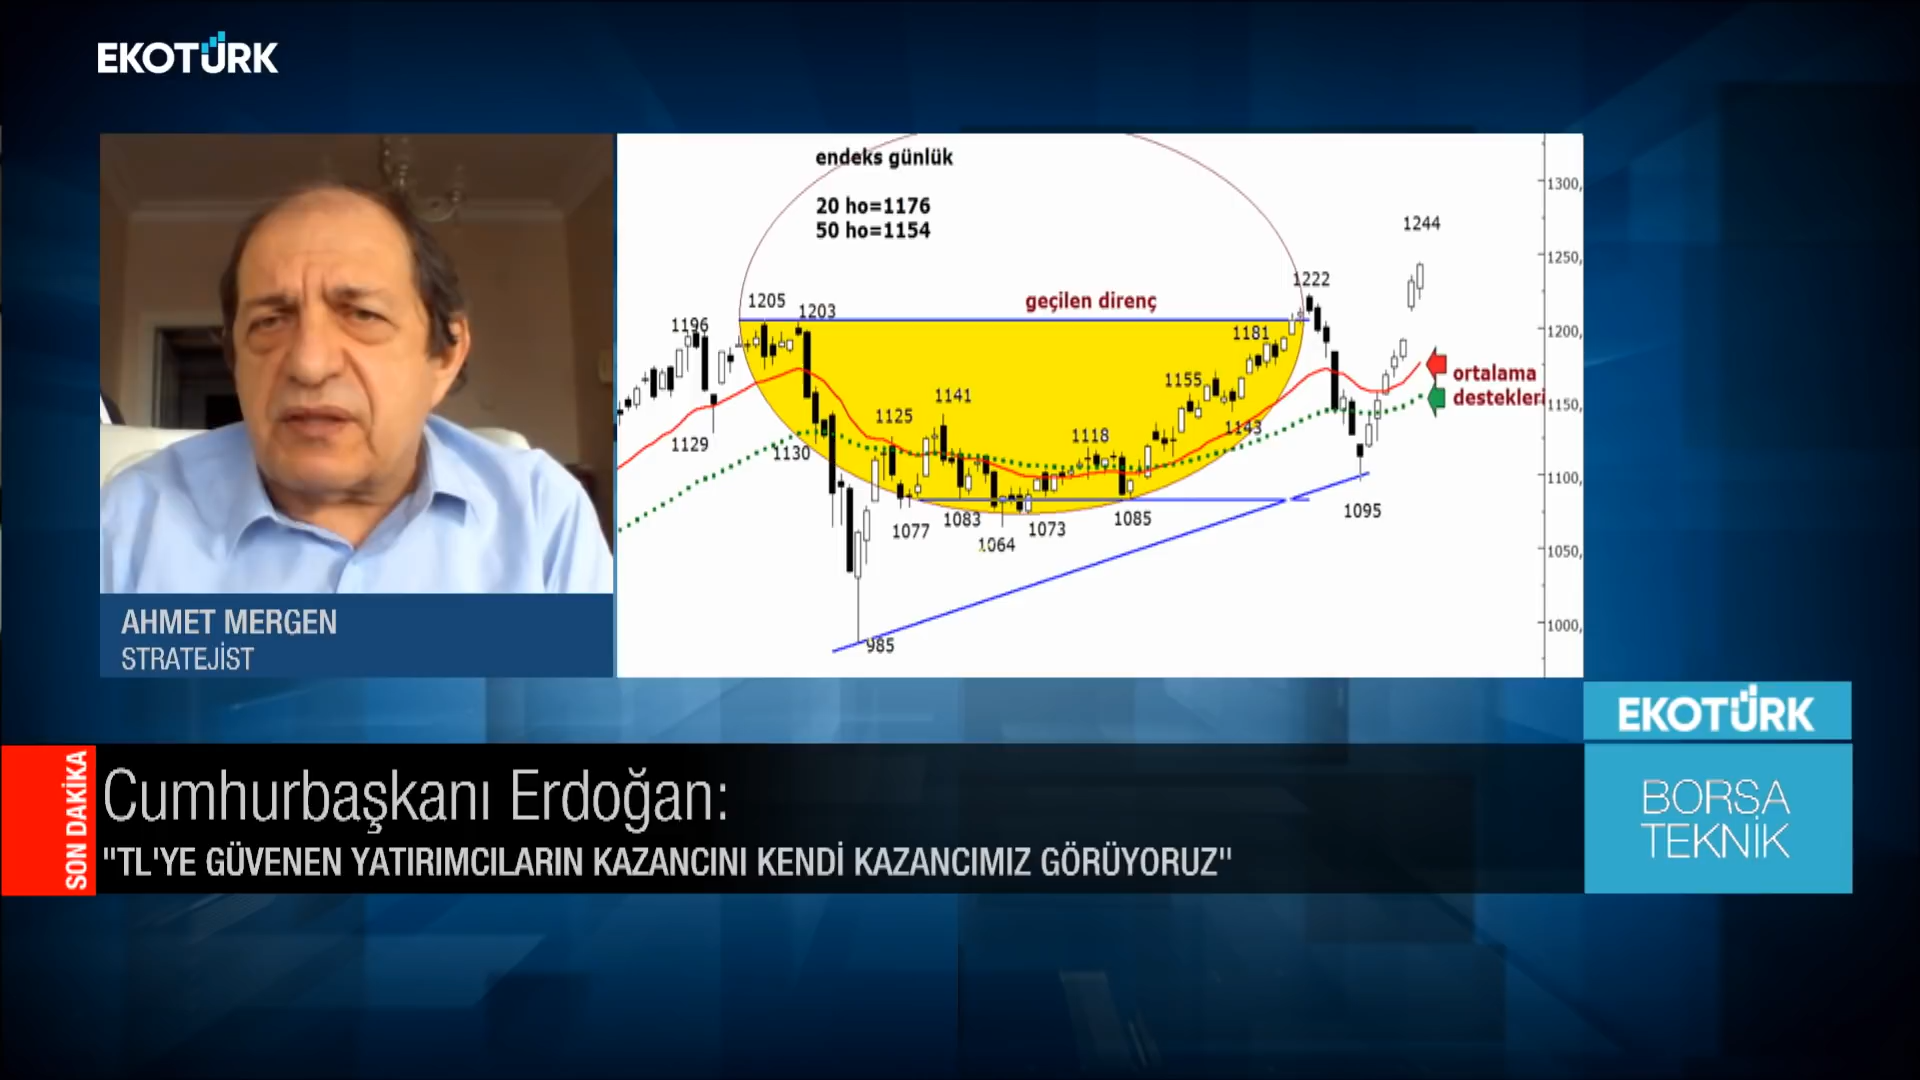 EKOTÜRK
endeks günlük
20 ho=1176
50 ho=1154
geçilen direnç
1205
1203
1196
1129
1130
1125
1141
1077
1083
1064
1073
1118
1085
1155
1143
1181
1222
1095
1244
985
ortalama
destekleri
1300,
1250,
1200,
1150,
1100,
1050,
1000,
AHMET MERGEN
STRATEJİST
EKOTÜRK
BORSA
TEKNİK
SON DAKİKA
Cumhurbaşkanı Erdoğan:
"TL'YE GÜVENEN YATIRIMCILARIN KAZANCINI KENDİ KAZANCIMIZ GÖRÜYORUZ"